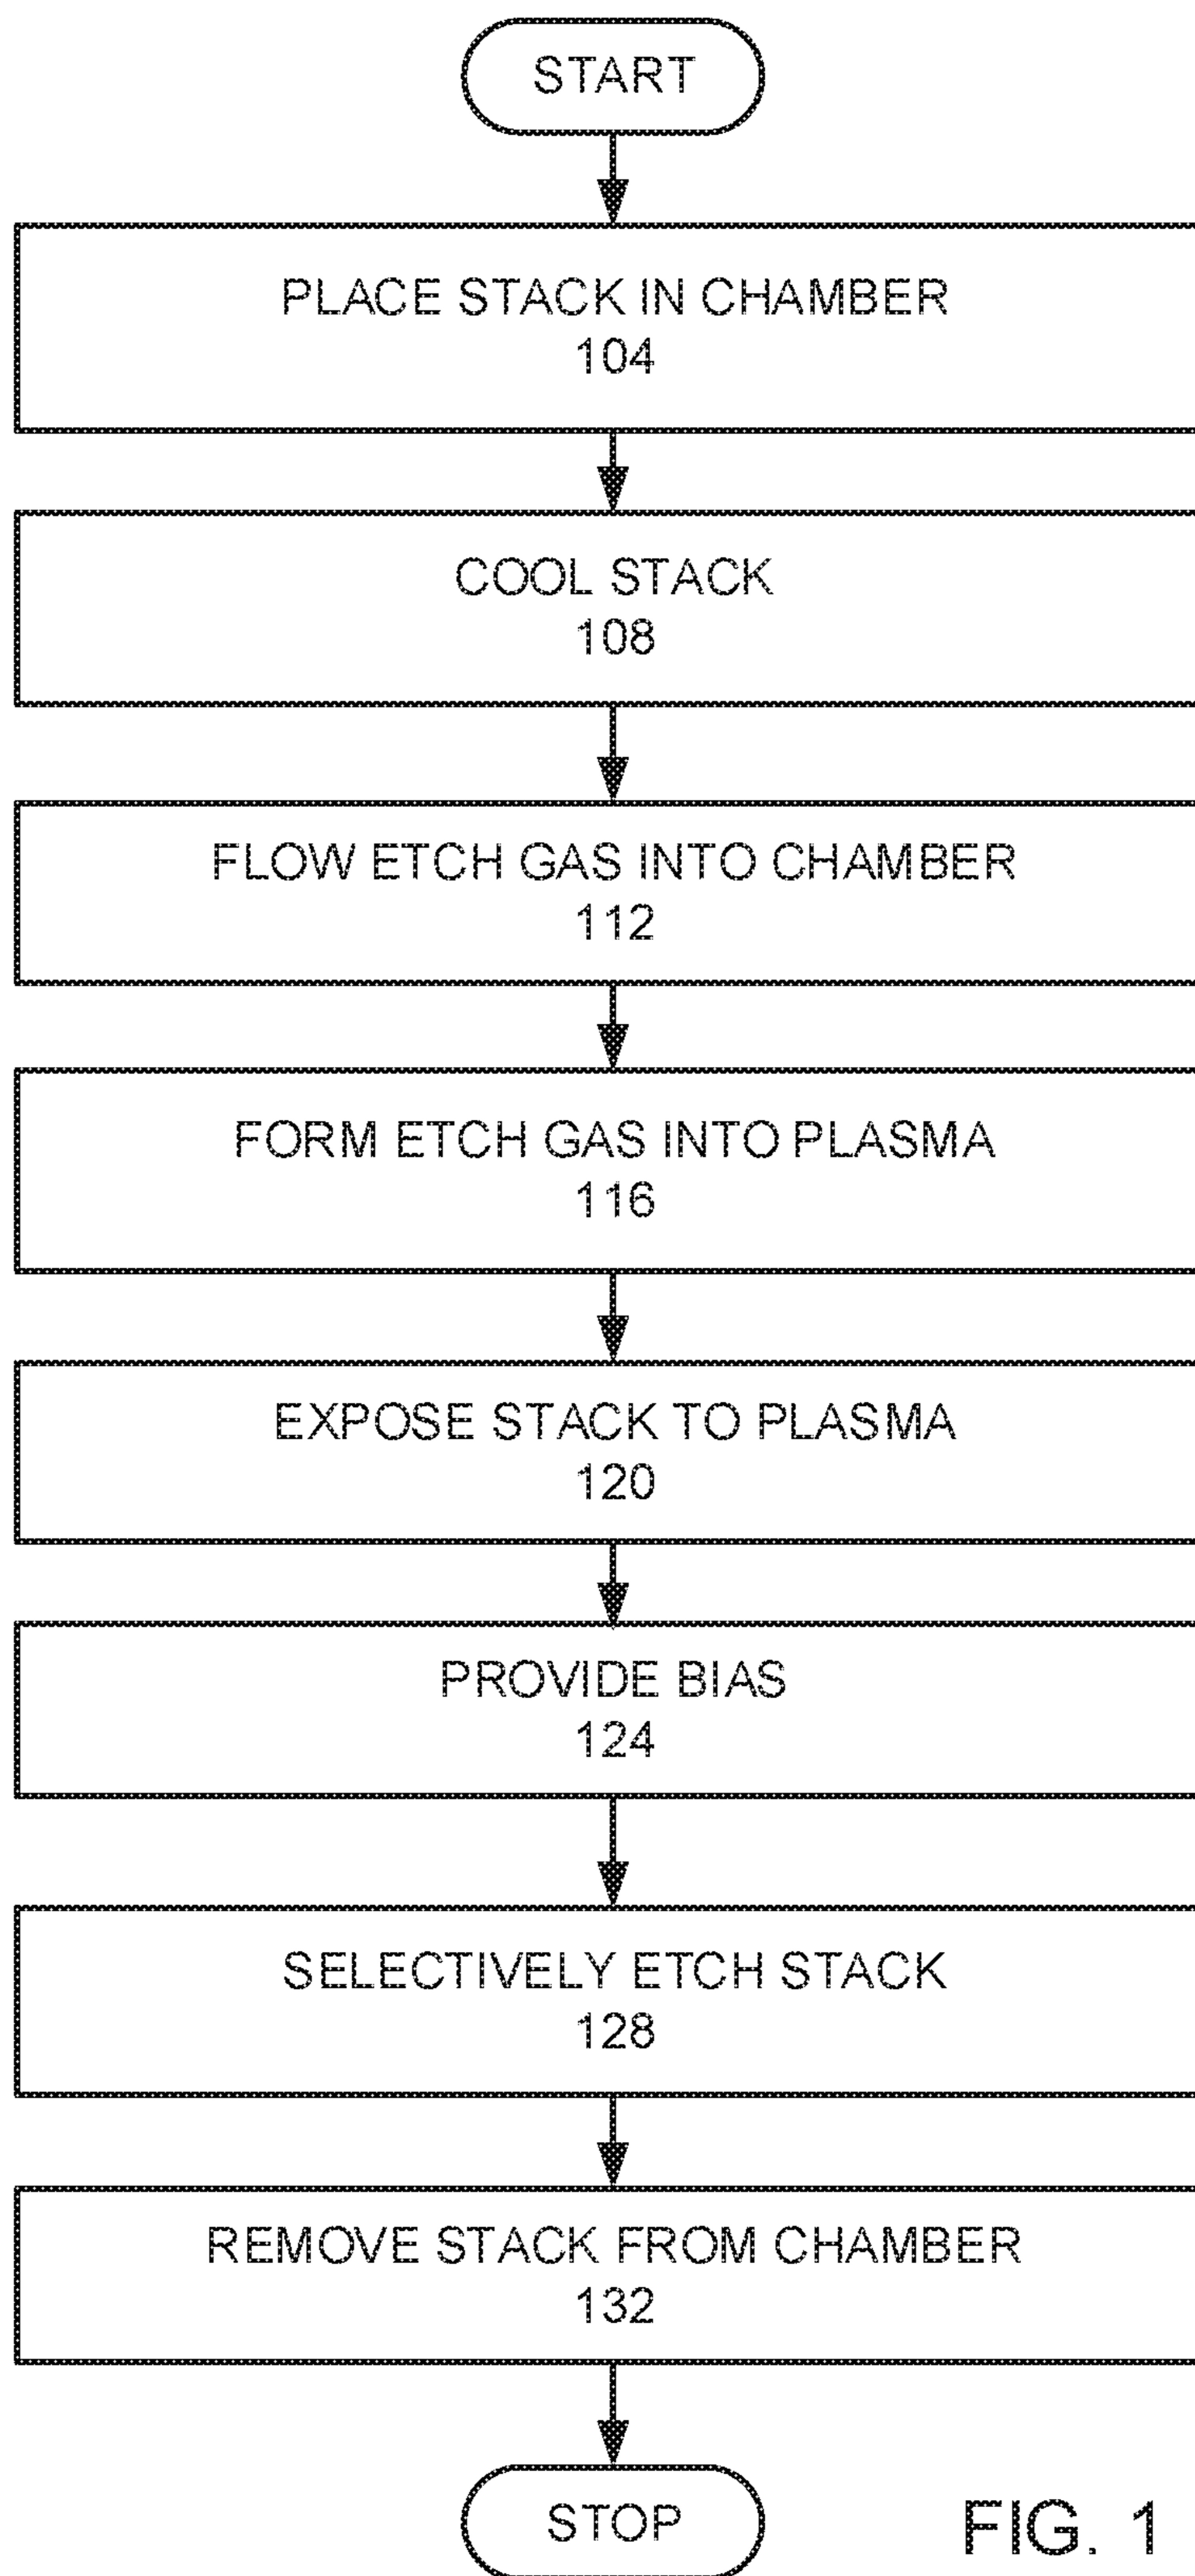 START
PLACE STACK IN CHAMBER
104
COOL STACK
108
FLOW ETCH GAS INTO CHAMBER
112
FORM ETCH GAS INTO PLASMA
116
EXPOSE STACK TO PLASMA
120
PROVIDE BIAS
124
SELECTIVELY ETCH STACK
128
REMOVE STACK FROM CHAMBER
132
STOP
FIG. 1